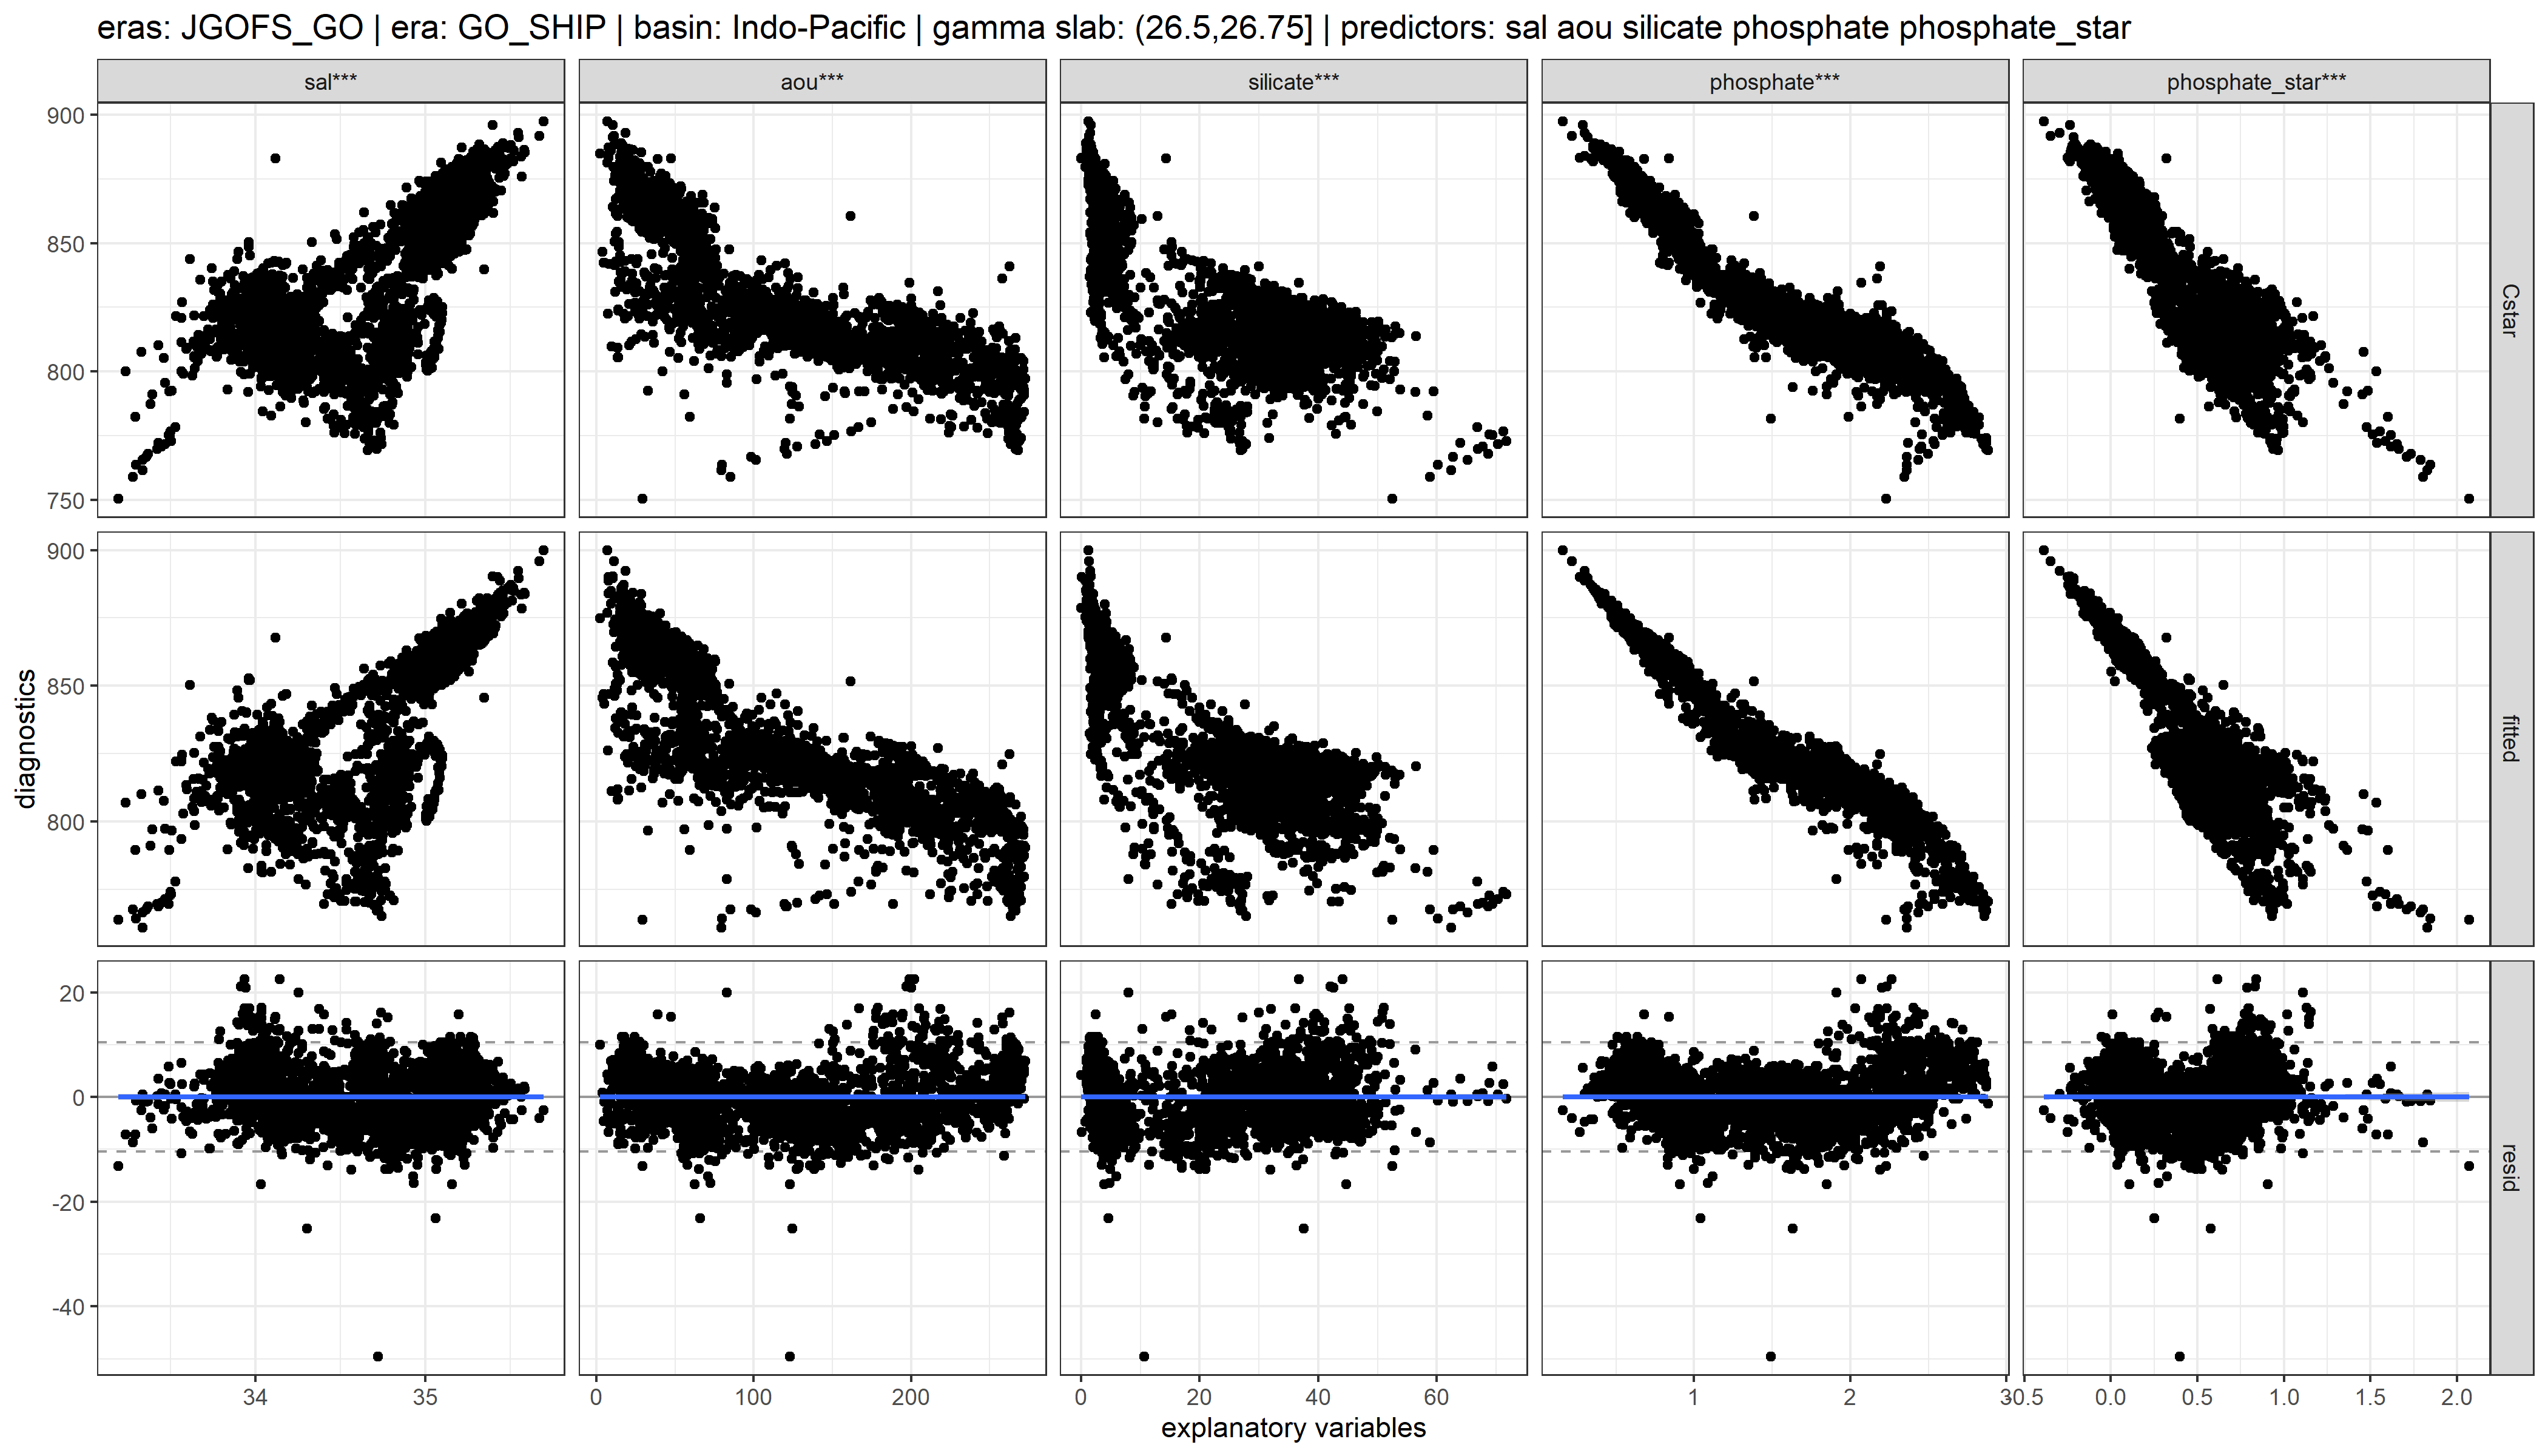 eras: JGOFS_GO | era: GO_SHIP | basin: Indo-Pacific | gamma slab: (26.5,26.75] | predictors: sal aou silicate phosphate phosphate_star
sal*** aou*** silicate*** phosphate*** phosphate_star***
900
850
800
750
Cstar
900
850
800
fitted
diagnostics
20
0
-20
-40
resid
34 35 0 100 200 0 20 40 60 1 2 3 -0.5 0.0 0.5 1.0 1.5 2.0
explanatory variables